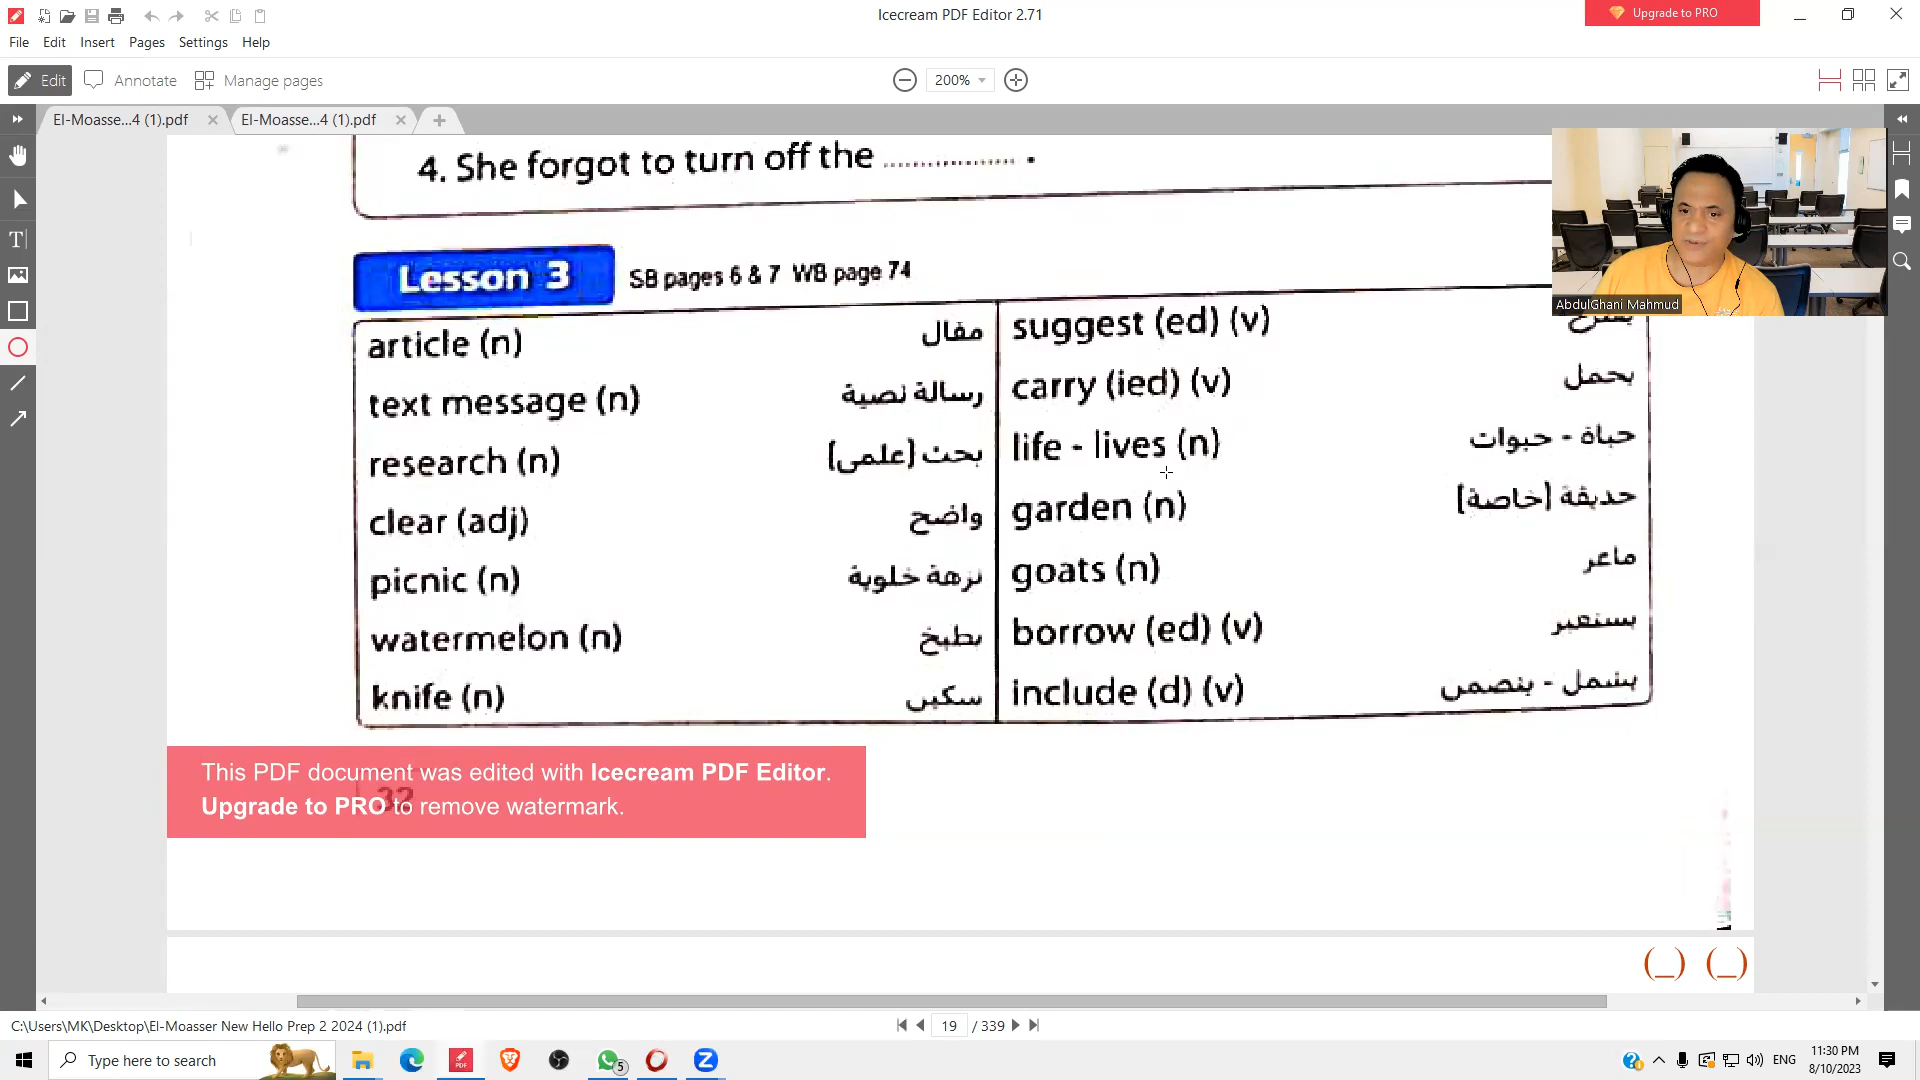 Icecream PDF Editor 2.71
Upgrade to PRO
File Edit Insert Pages Settings Help
Edit Annotate Manage pages
200%
El-Moasse...4 (1).pdf El-Moasse...4 (1).pdf
4. She forgot to turn off the ................ .
Lesson 3 SB pages 6 & 7 WB page 74
article (n) مقال
text message (n) رسالة نصية
research (n) بحث [علمى]
clear (adj) واضح
picnic (n) نزهة خلوية
watermelon (n) بطيخ
knife (n) سكين
suggest (ed) (v)
carry (ied) (v) يحمل
life - lives (n) حياة - حيوات
garden (n) حديقة [خاصة]
goats (n) ماعز
borrow (ed) (v) يستعير
include (d) (v) يشمل - يتضمن
AbdulGhani Mahmud
This PDF document was edited with Icecream PDF Editor.
Upgrade to PRO to remove watermark.
32
(_) (_)
C:\Users\MK\Desktop\El-Moasser New Hello Prep 2 2024 (1).pdf
19 / 339
Type here to search
5
ENG
11:30 PM
8/10/2023